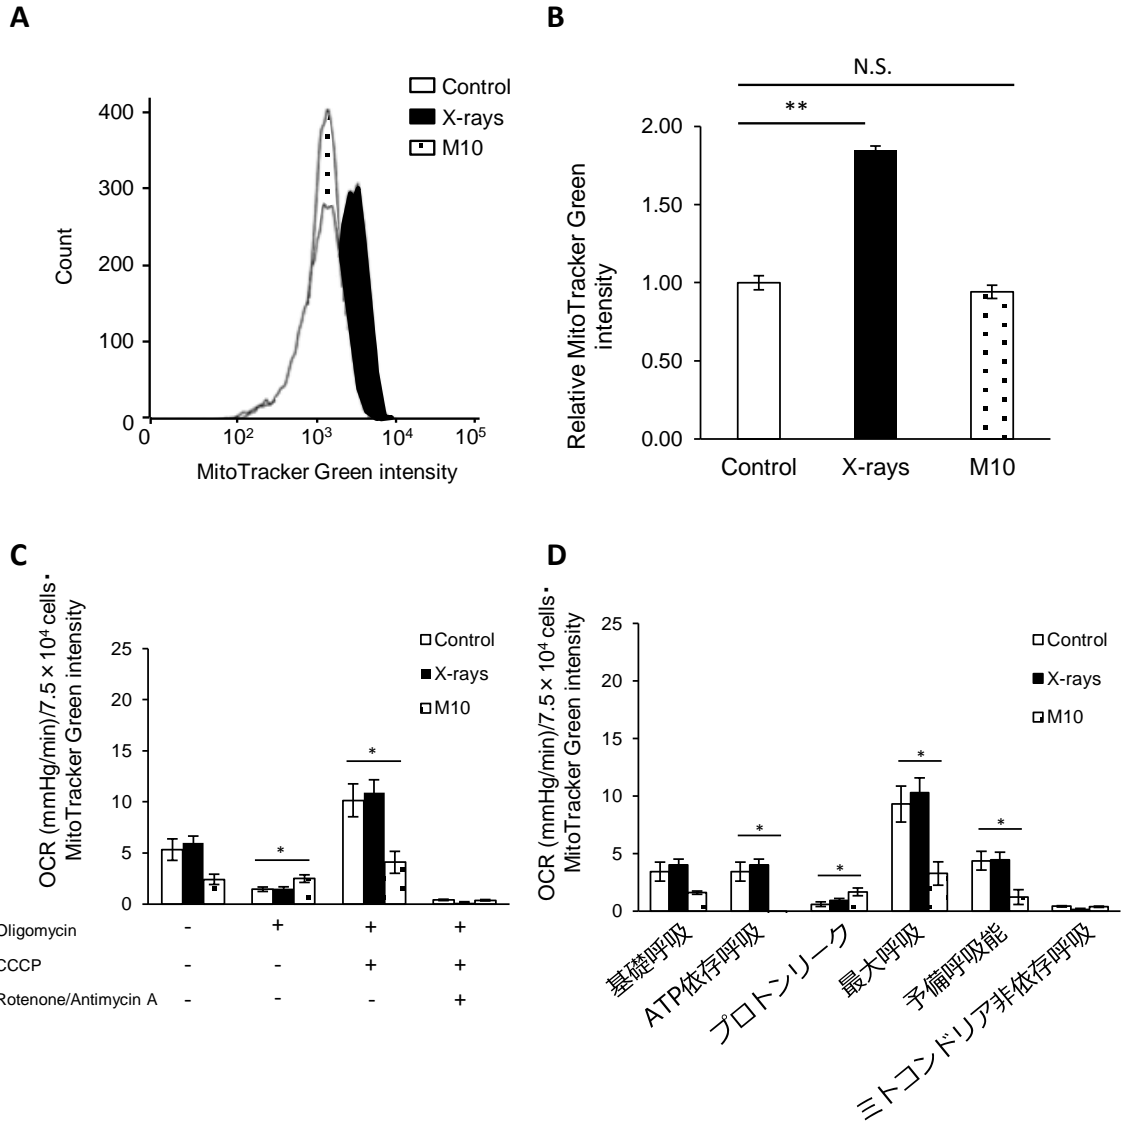 A
Control
X-rays
M10
400
300
200
100
0
Count
0
10²
10³
10⁴
10⁵
MitoTracker Green intensity
B
N.S.
**
2.00
1.50
1.00
0.50
0.00
Relative MitoTracker Green
intensity
Control
X-rays
M10
C
OCR (mmHg/min)/7.5×10⁴ cells・
MitoTracker Green intensity
Control
X-rays
M10
25
20
15
10
5
0
*
*
Oligomycin - + + +
CCCP - - + +
Rotenone/Antimycin A - - - +
D
OCR (mmHg/min)/7.5×10⁴ cells・
MitoTracker Green intensity
Control
X-rays
M10
25
20
15
10
5
0
*
*
*
*
基礎呼吸
ATP依存呼吸
プロトンリーク
最大呼吸
予備呼吸能
ミトコンドリア非依存呼吸